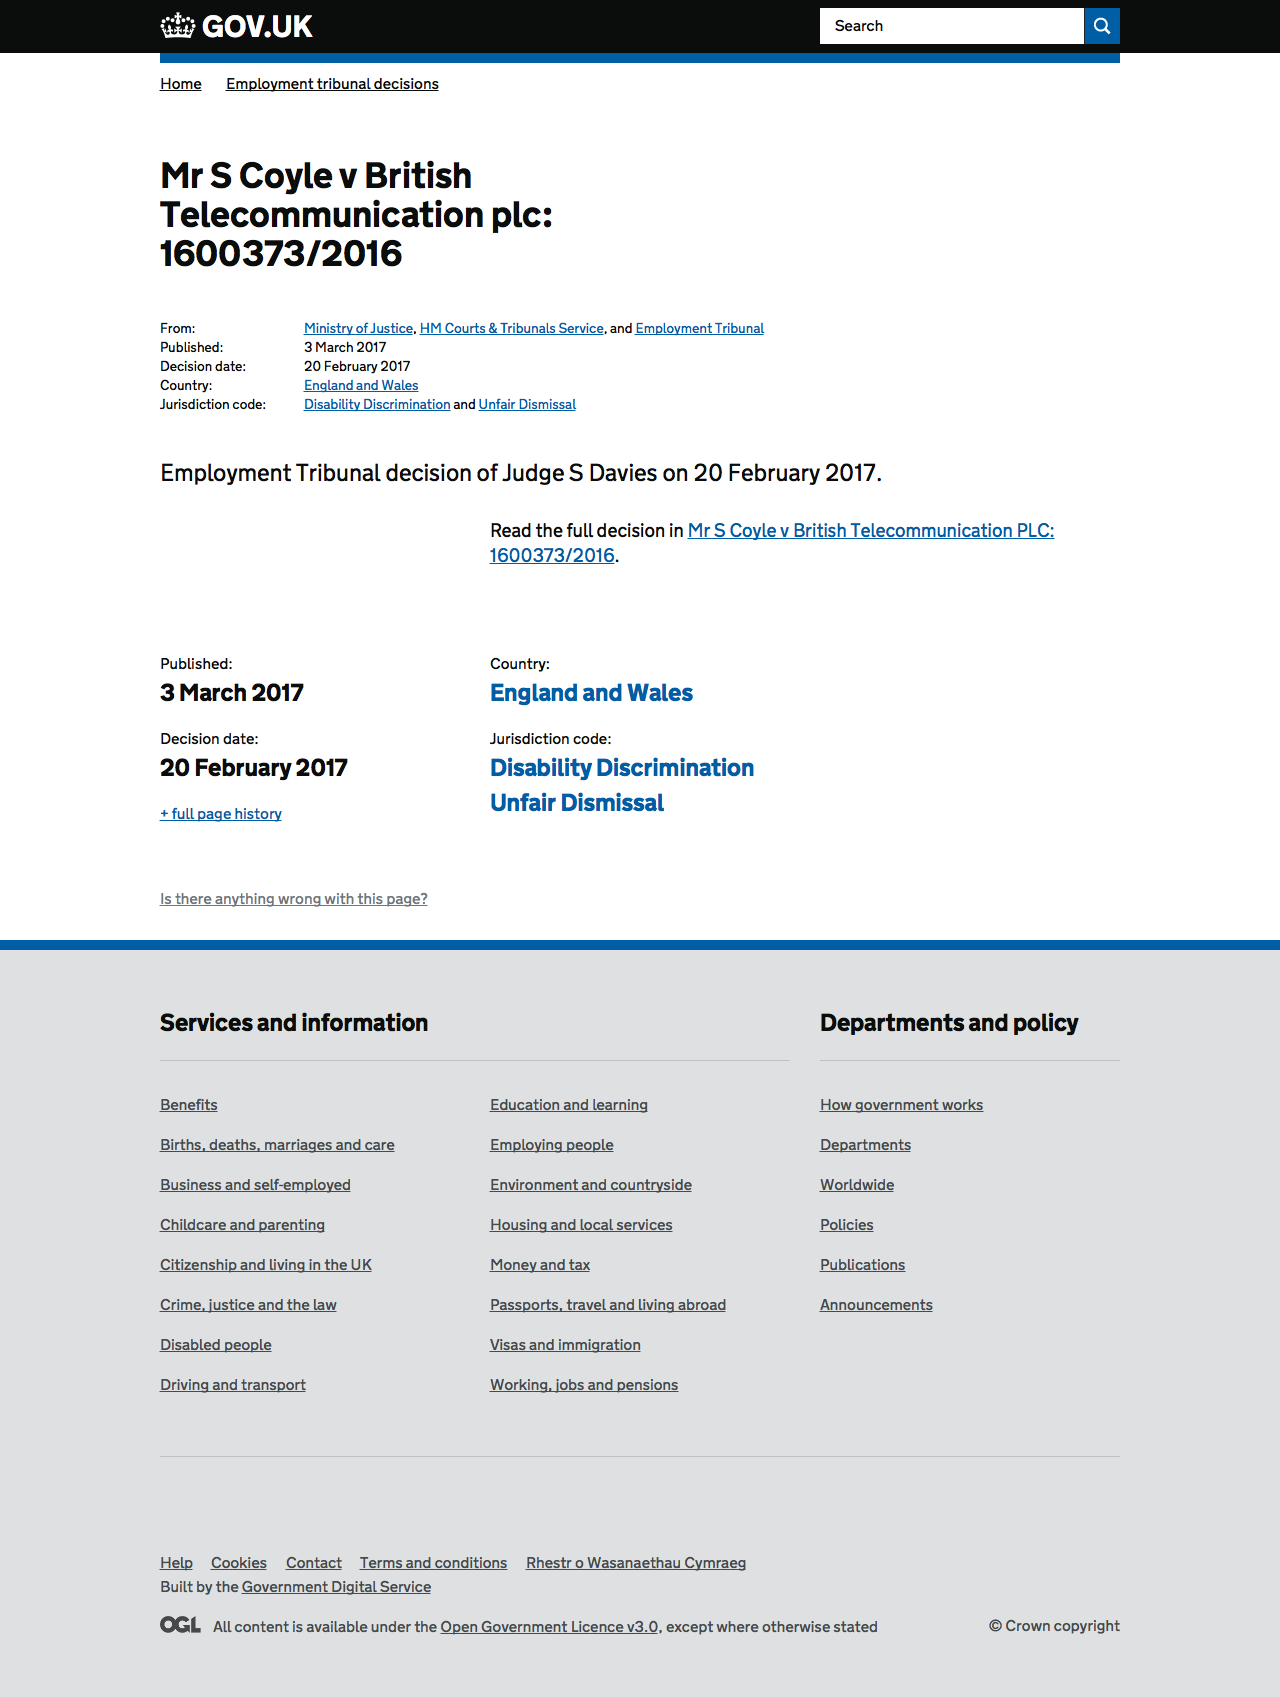 GOV.UK
Search
Home Employment tribunal decisions
Mr S Coyle v British
Telecommunication plc:
1600373/2016
From: Ministry of Justice, HM Courts & Tribunals Service, and Employment Tribunal
Published: 3 March 2017
Decision date: 20 February 2017
Country: England and Wales
Jurisdiction code: Disability Discrimination and Unfair Dismissal
Employment Tribunal decision of Judge S Davies on 20 February 2017.
Read the full decision in Mr S Coyle v British Telecommunication PLC:
1600373/2016.
Published:
3 March 2017
Decision date:
20 February 2017
+ full page history
Country:
England and Wales
Jurisdiction code:
Disability Discrimination
Unfair Dismissal
Is there anything wrong with this page?
Services and information
Benefits
Births, deaths, marriages and care
Business and self-employed
Childcare and parenting
Citizenship and living in the UK
Crime, justice and the law
Disabled people
Driving and transport
Education and learning
Employing people
Environment and countryside
Housing and local services
Money and tax
Passports, travel and living abroad
Visas and immigration
Working, jobs and pensions
Departments and policy
How government works
Departments
Worldwide
Policies
Publications
Announcements
Help Cookies Contact Terms and conditions Rhestr o Wasanaethau Cymraeg
Built by the Government Digital Service
OGL All content is available under the Open Government Licence v3.0, except where otherwise stated
© Crown copyright